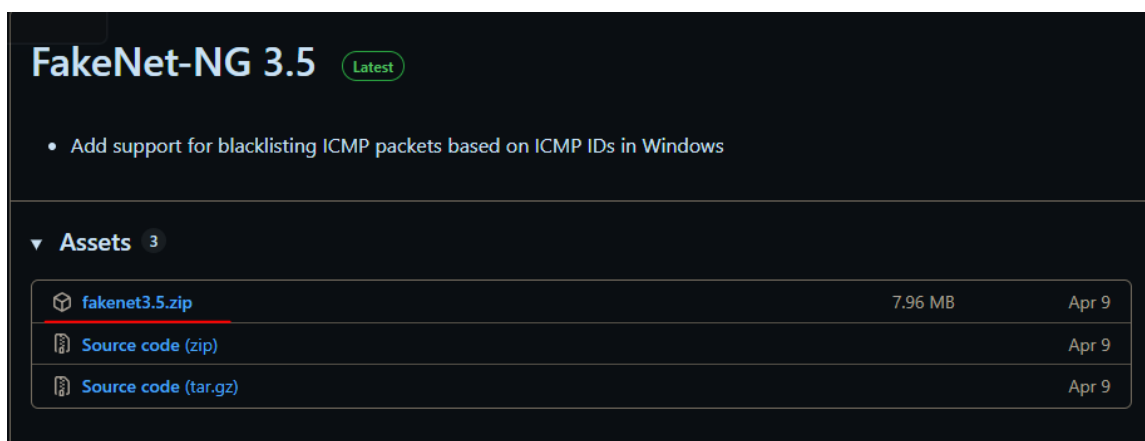 FakeNet-NG 3.5 Latest
• Add support for blacklisting ICMP packets based on ICMP IDs in Windows
▼ Assets 3
fakenet3.5.zip 7.96 MB Apr 9
Source code (zip) Apr 9
Source code (tar.gz) Apr 9